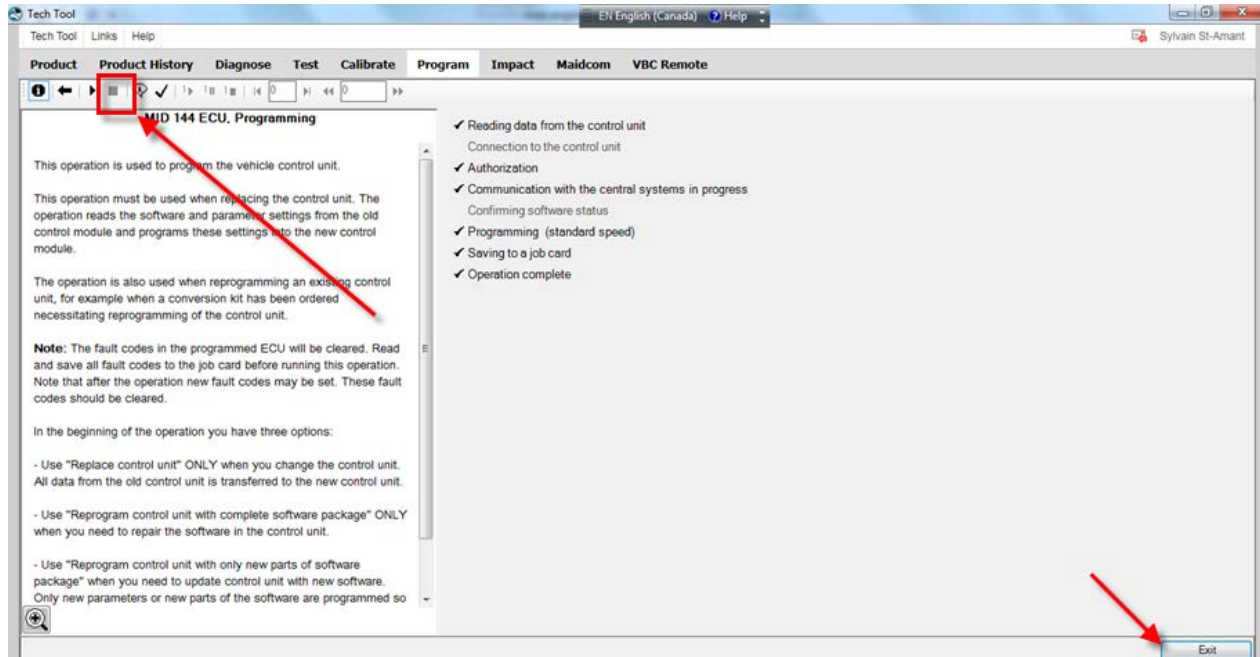 Tech Tool
EN English (Canada) Help
Tech Tool Links Help
Sylvain St-Amant
Product Product History Diagnose Test Calibrate Program Impact Maidcom VBC Remote
0 0
MID 144 ECU, Programming
This operation is used to program the vehicle control unit.
This operation must be used when replacing the control unit. The
operation reads the software and parameter settings from the old
control module and programs these settings into the new control
module.
The operation is also used when reprogramming an existing control
unit, for example when a conversion kit has been ordered
necessitating reprogramming of the control unit.
Note: The fault codes in the programmed ECU will be cleared. Read
and save all fault codes to the job card before running this operation.
Note that after the operation new fault codes may be set. These fault
codes should be cleared.
In the beginning of the operation you have three options:
- Use "Replace control unit" ONLY when you change the control unit.
All data from the old control unit is transferred to the new control unit.
- Use "Reprogram control unit with complete software package" ONLY
when you need to repair the software in the control unit.
- Use "Reprogram control unit with only new parts of software
package" when you need to update control unit with new software.
Only new parameters or new parts of the software are programmed so
Reading data from the control unit
Connection to the control unit
Authorization
Communication with the central systems in progress
Confirming software status
Programming (standard speed)
Saving to a job card
Operation complete
Exit